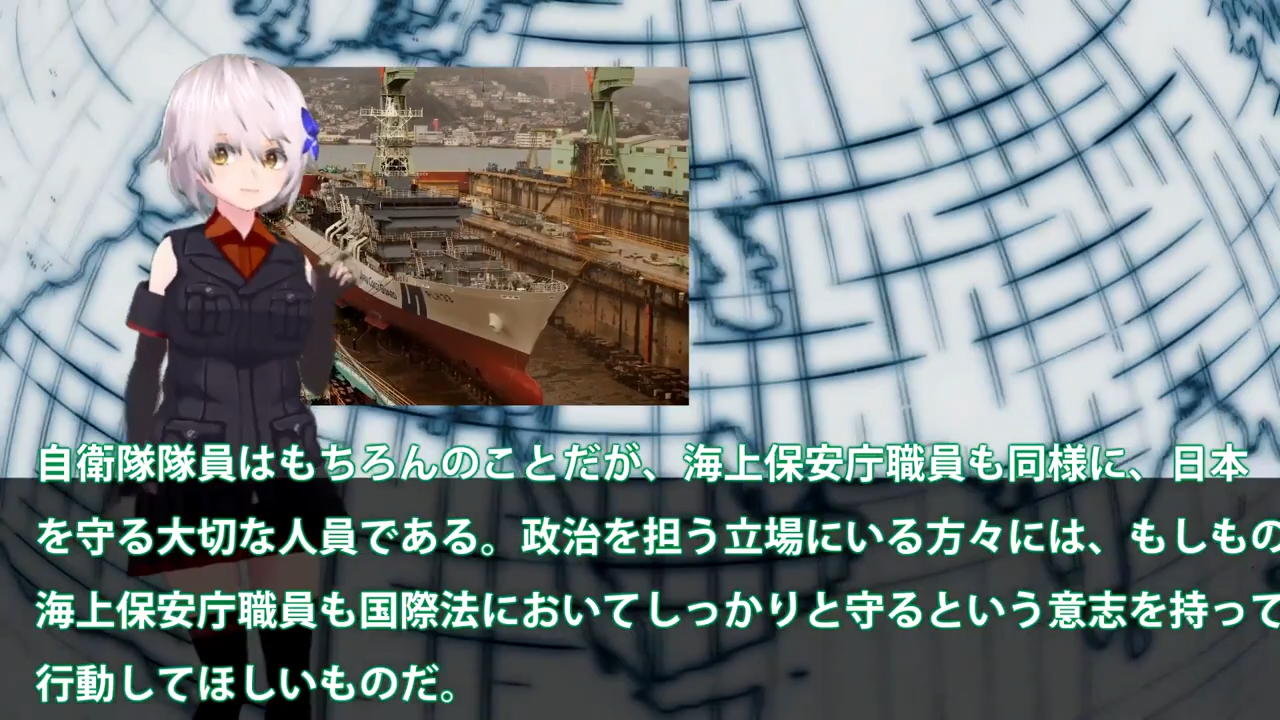 自衛隊隊員はもちろんのことだが、海上保安庁職員も同様に、日本
を守る大切な人員である。政治を担う立場にいる方々には、もしもの
海上保安庁職員も国際法においてしっかりと守るという意志を持って
行動してほしいものだ。